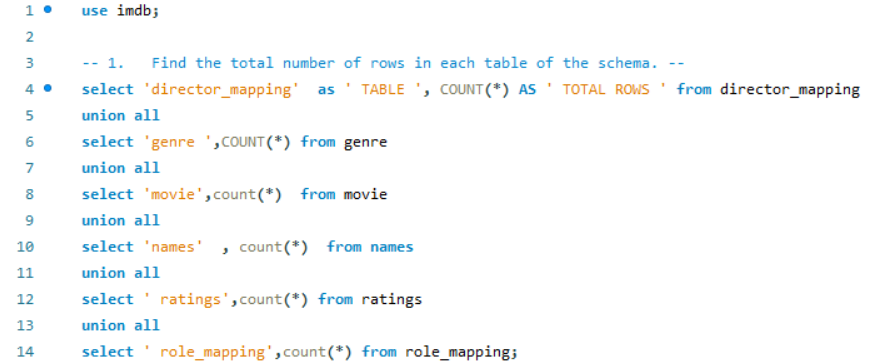 1 use imdb;
2
3 -- 1.   Find the total number of rows in each table of the schema. --
4 select 'director_mapping'  as ' TABLE ', COUNT(*) AS ' TOTAL ROWS ' from director_mapping
5 union all
6 select 'genre ',COUNT(*) from genre
7 union all
8 select 'movie',count(*)  from movie
9 union all
10 select 'names'  , count(*)  from names
11 union all
12 select ' ratings',count(*) from ratings
13 union all
14 select ' role_mapping',count(*) from role_mapping;